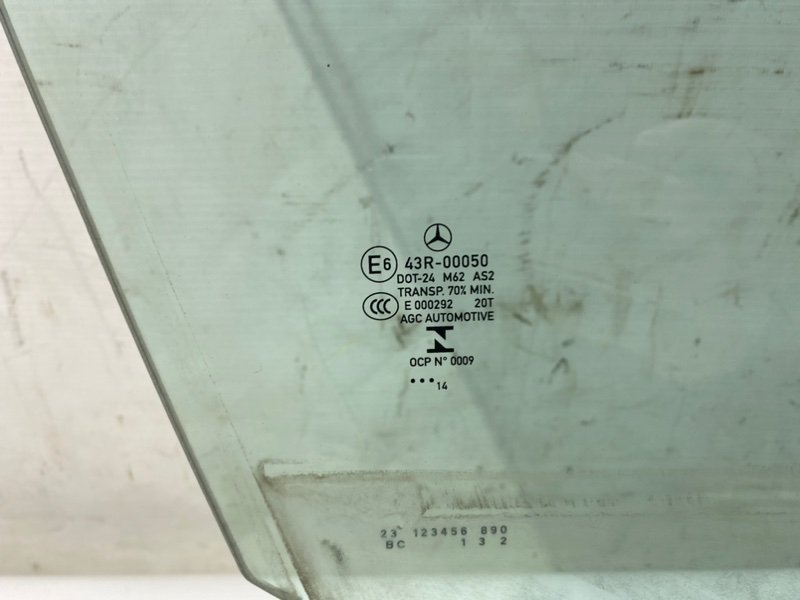 E6 43R-00050
DOT-24 M62 AS2
TRANSP. 70% MIN.
CCC E 000292 20T
AGC AUTOMOTIVE
N
OCP N° 0009
•••14
23 123456 890
BC 1 3 2